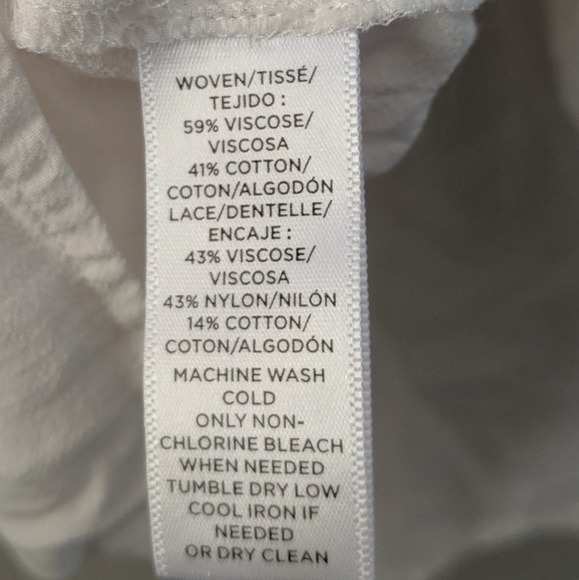 WOVEN/TISSÉ/
TEJIDO :
59% VISCOSE/
VISCOSA
41% COTTON/
COTON/ALGODÓN
LACE/DENTELLE/
ENCAJE :
43% VISCOSE/
VISCOSA
43% NYLON/NILÓN
14% COTTON/
COTON/ALGODÓN
MACHINE WASH
COLD
ONLY NON-
CHLORINE BLEACH
WHEN NEEDED
TUMBLE DRY LOW
COOL IRON IF
NEEDED
OR DRY CLEAN